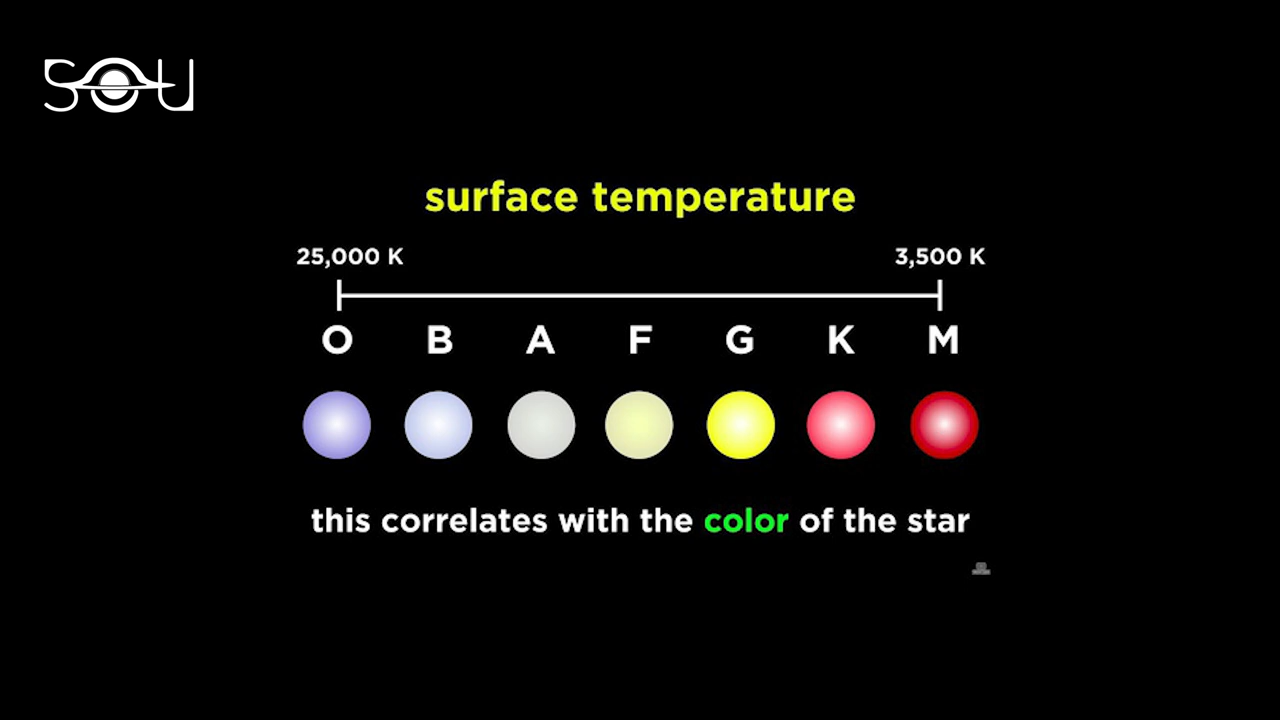 SOU
surface temperature
25,000 K 3,500 K
O B A F G K M
this correlates with the color of the star